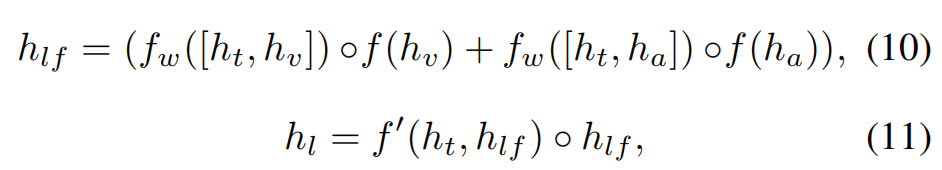 h_{lf} = (f_w([h_t, h_v]) ∘ f(h_v) + f_w([h_t, h_a]) ∘ f(h_a)), (10)
h_l = f′(h_t, h_{lf}) ∘ h_{lf}, (11)